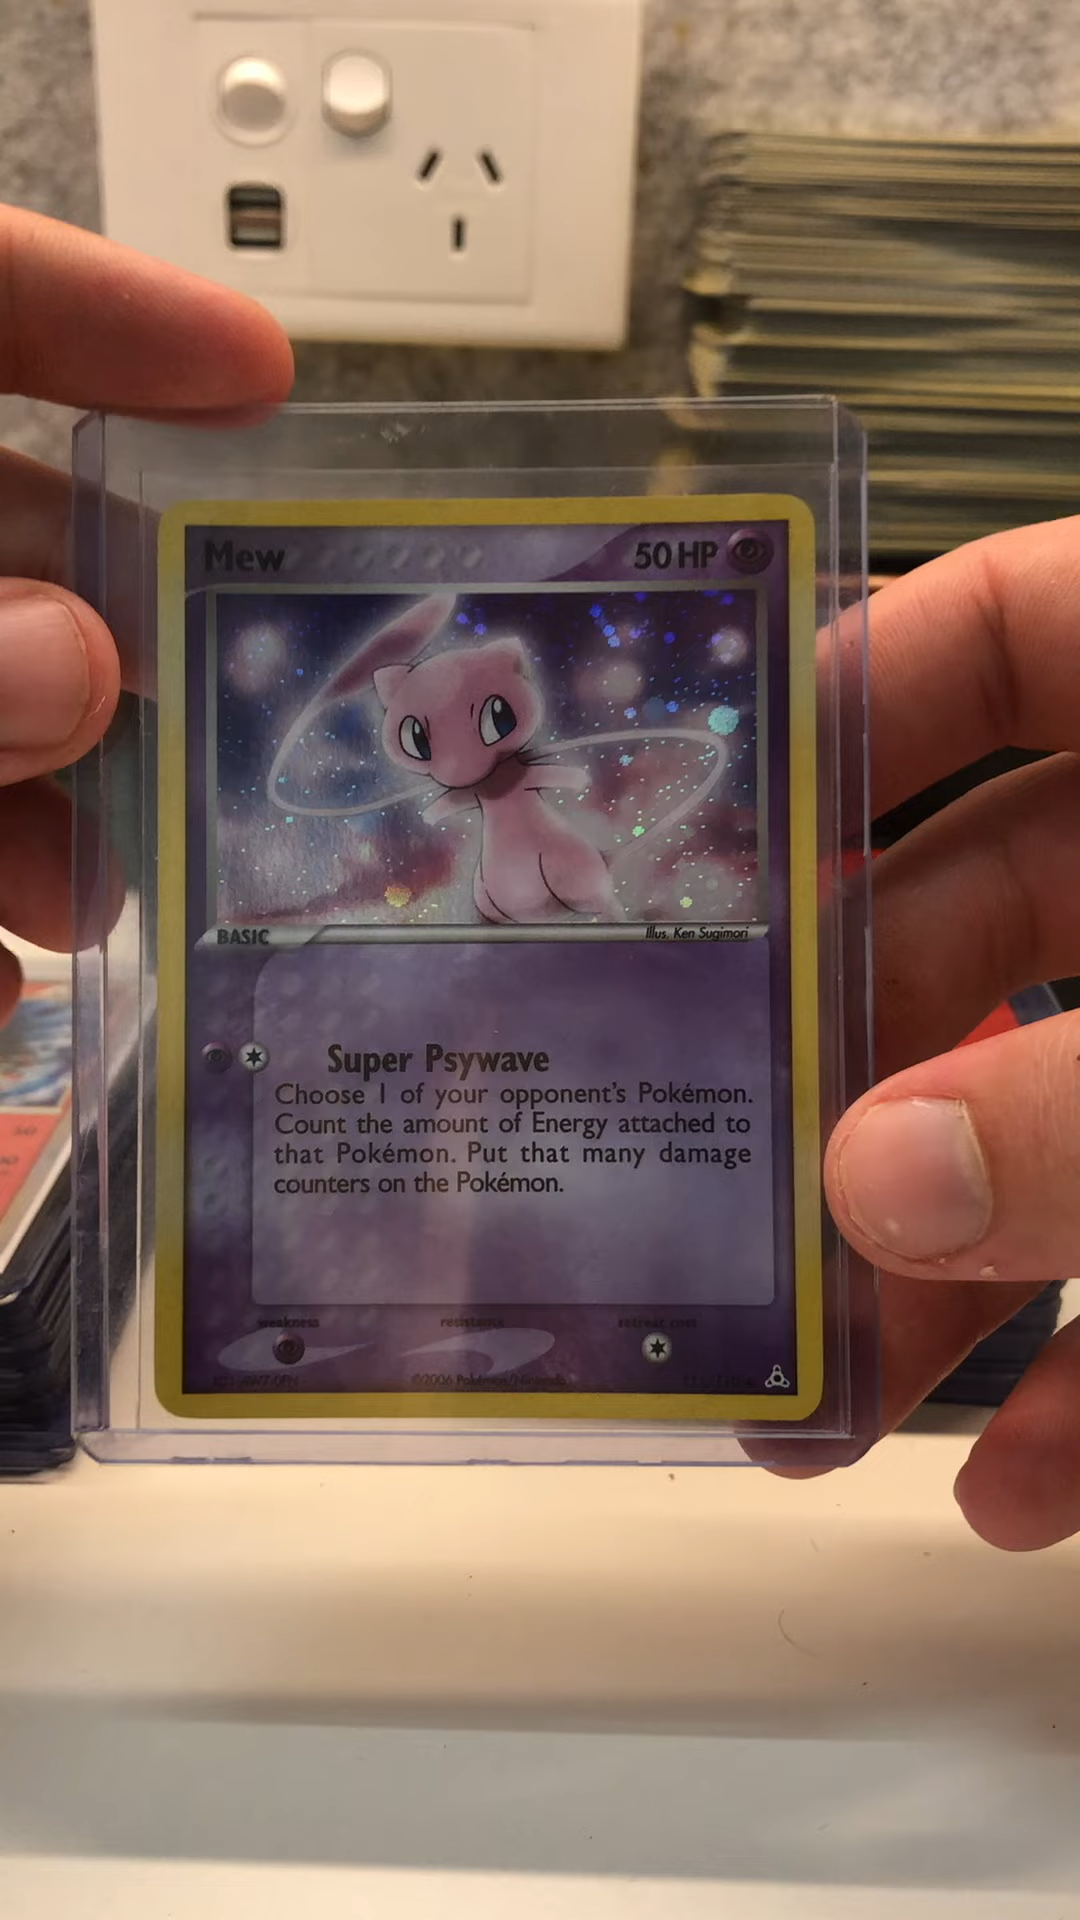 Mew
50 HP
BASIC
Illus. Ken Sugimori
Super Psywave
Choose 1 of your opponent's Pokémon.
Count the amount of Energy attached to
that Pokémon. Put that many damage
counters on the Pokémon.
weakness
resistance
retreat cost
©2006 Pokémon/Nintendo